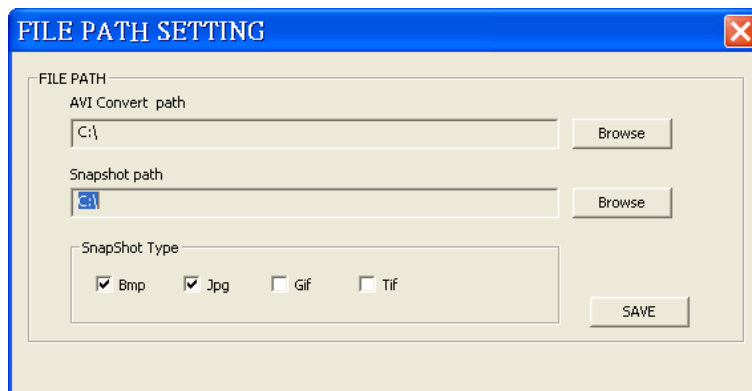 FILE PATH SETTING
FILE PATH
AVI Convert  path
C:\
Browse
Snapshot path
C:\
Browse
SnapShot Type
Bmp Jpg Gif Tif
SAVE